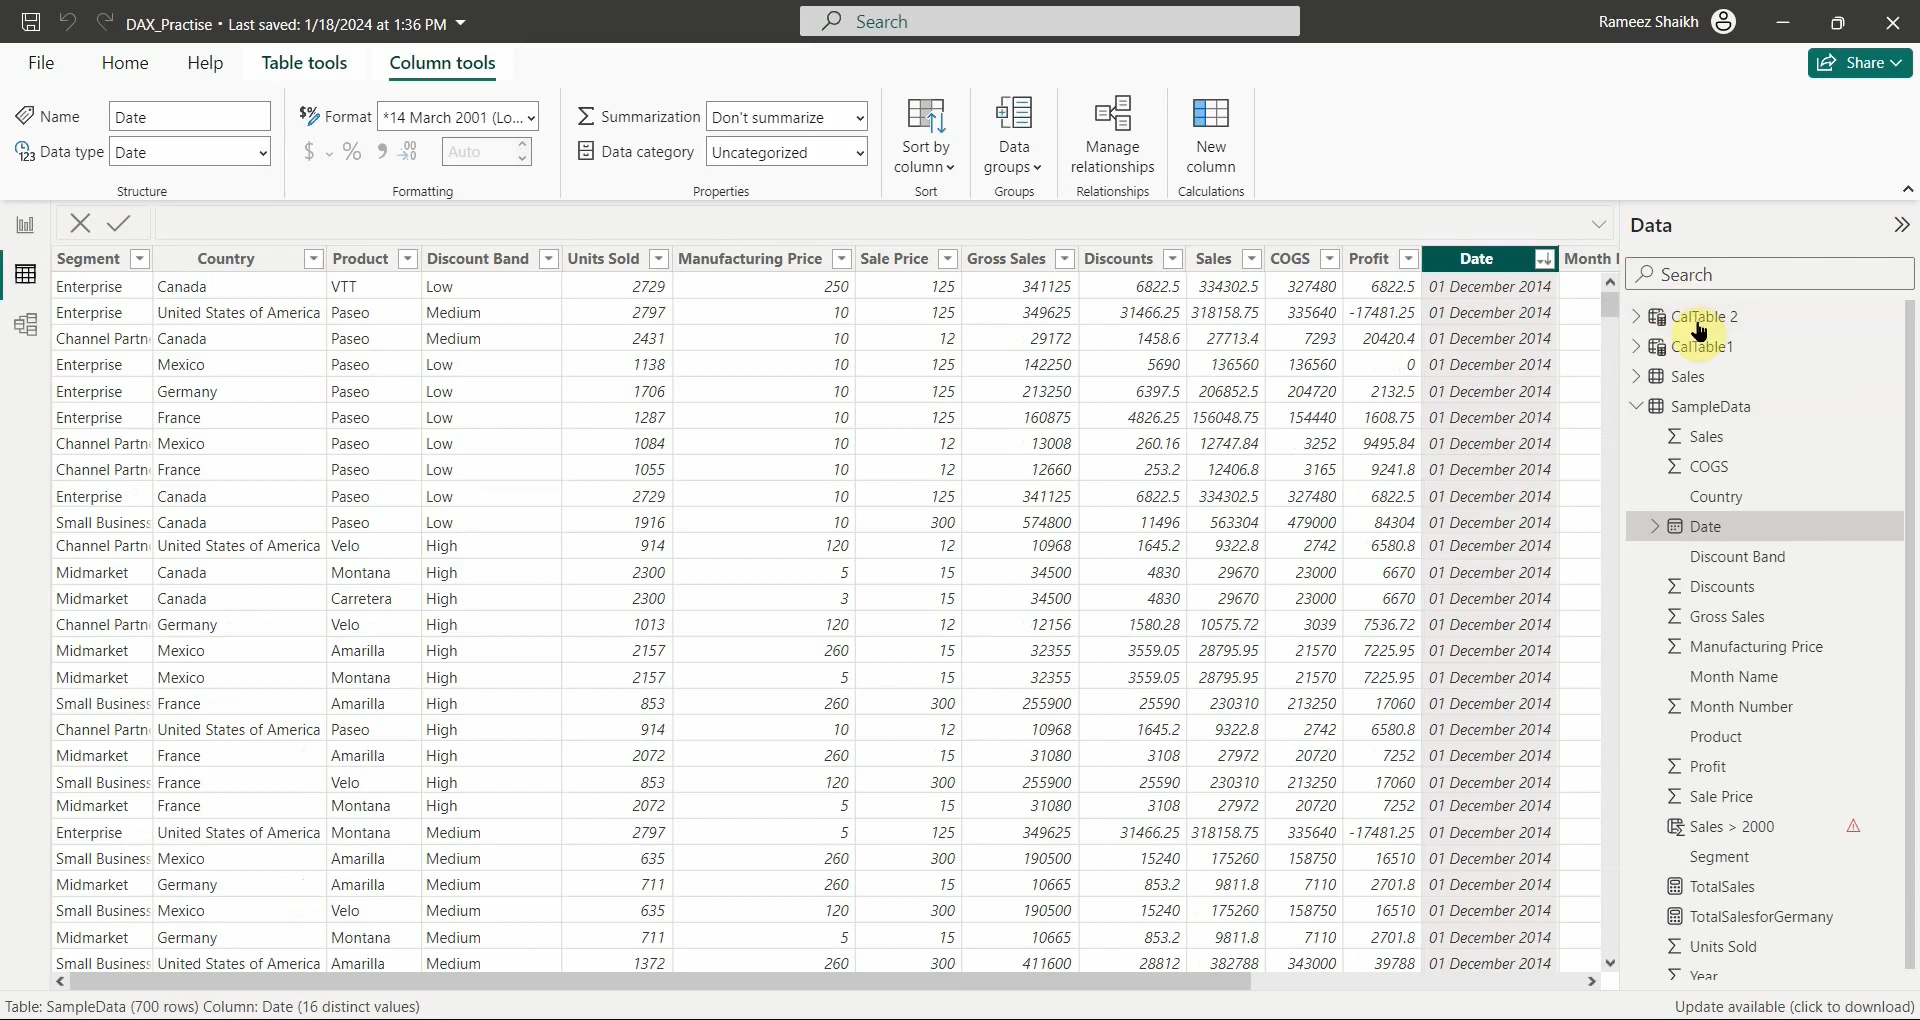 DAX_Practise • Last saved: 1/18/2024 at 1:36 PM
Search
Rameez Shaikh
File Home Help Table tools Column tools Share
Name Date
Data type Date
Structure
Format *14 March 2001 (Lo...
$ % Auto
Formatting
Summarization Don't summarize
Data category Uncategorized
Properties
Sort by column
Sort
Data groups
Groups
Manage relationships
Relationships
New column
Calculations
Segment Country Product Discount Band Units Sold Manufacturing Price Sale Price Gross Sales Discounts Sales COGS Profit Date Month
Enterprise Canada VTT Low 2729 250 125 341125 6822.5 334302.5 327480 6822.5 01 December 2014
Enterprise United States of America Paseo Medium 2797 10 125 349625 31466.25 318158.75 335640 -17481.25 01 December 2014
Channel Partn Canada Paseo Medium 2431 10 12 29172 1458.6 27713.4 7293 20420.4 01 December 2014
Enterprise Mexico Paseo Low 1138 10 125 142250 5690 136560 136560 0 01 December 2014
Enterprise Germany Paseo Low 1706 10 125 213250 6397.5 206852.5 204720 2132.5 01 December 2014
Enterprise France Paseo Low 1287 10 125 160875 4826.25 156048.75 154440 1608.75 01 December 2014
Channel Partn Mexico Paseo Low 1084 10 12 13008 260.16 12747.84 3252 9495.84 01 December 2014
Channel Partn France Paseo Low 1055 10 12 12660 253.2 12406.8 3165 9241.8 01 December 2014
Enterprise Canada Paseo Low 2729 10 125 341125 6822.5 334302.5 327480 6822.5 01 December 2014
Small Business Canada Paseo Low 1916 10 300 574800 11496 563304 479000 84304 01 December 2014
Channel Partn United States of America Velo High 914 120 12 10968 1645.2 9322.8 2742 6580.8 01 December 2014
Midmarket Canada Montana High 2300 5 15 34500 4830 29670 23000 6670 01 December 2014
Midmarket Canada Carretera High 2300 3 15 34500 4830 29670 23000 6670 01 December 2014
Channel Partn Germany Velo High 1013 120 12 12156 1580.28 10575.72 3039 7536.72 01 December 2014
Midmarket Mexico Amarilla High 2157 260 15 32355 3559.05 28795.95 21570 7225.95 01 December 2014
Midmarket Mexico Montana High 2157 5 15 32355 3559.05 28795.95 21570 7225.95 01 December 2014
Small Business France Amarilla High 853 260 300 255900 25590 230310 213250 17060 01 December 2014
Channel Partn United States of America Paseo High 914 10 12 10968 1645.2 9322.8 2742 6580.8 01 December 2014
Midmarket France Amarilla High 2072 260 15 31080 3108 27972 20720 7252 01 December 2014
Small Business France Velo High 853 120 300 255900 25590 230310 213250 17060 01 December 2014
Midmarket France Montana High 2072 5 15 31080 3108 27972 20720 7252 01 December 2014
Enterprise United States of America Montana Medium 2797 5 125 349625 31466.25 318158.75 335640 -17481.25 01 December 2014
Small Business Mexico Amarilla Medium 635 260 300 190500 15240 175260 158750 16510 01 December 2014
Midmarket Germany Amarilla Medium 711 260 15 10665 853.2 9811.8 7110 2701.8 01 December 2014
Small Business Mexico Velo Medium 635 120 300 190500 15240 175260 158750 16510 01 December 2014
Midmarket Germany Montana Medium 711 5 15 10665 853.2 9811.8 7110 2701.8 01 December 2014
Small Business United States of America Amarilla Medium 1372 260 300 411600 28812 382788 343000 39788 01 December 2014
Data
Search
CalTable 2
CalTable1
Sales
SampleData
Sales
COGS
Country
Date
Discount Band
Discounts
Gross Sales
Manufacturing Price
Month Name
Month Number
Product
Profit
Sale Price
Sales > 2000
Segment
TotalSales
TotalSalesforGermany
Units Sold
Year
Table: SampleData (700 rows) Column: Date (16 distinct values)
Update available (click to download)